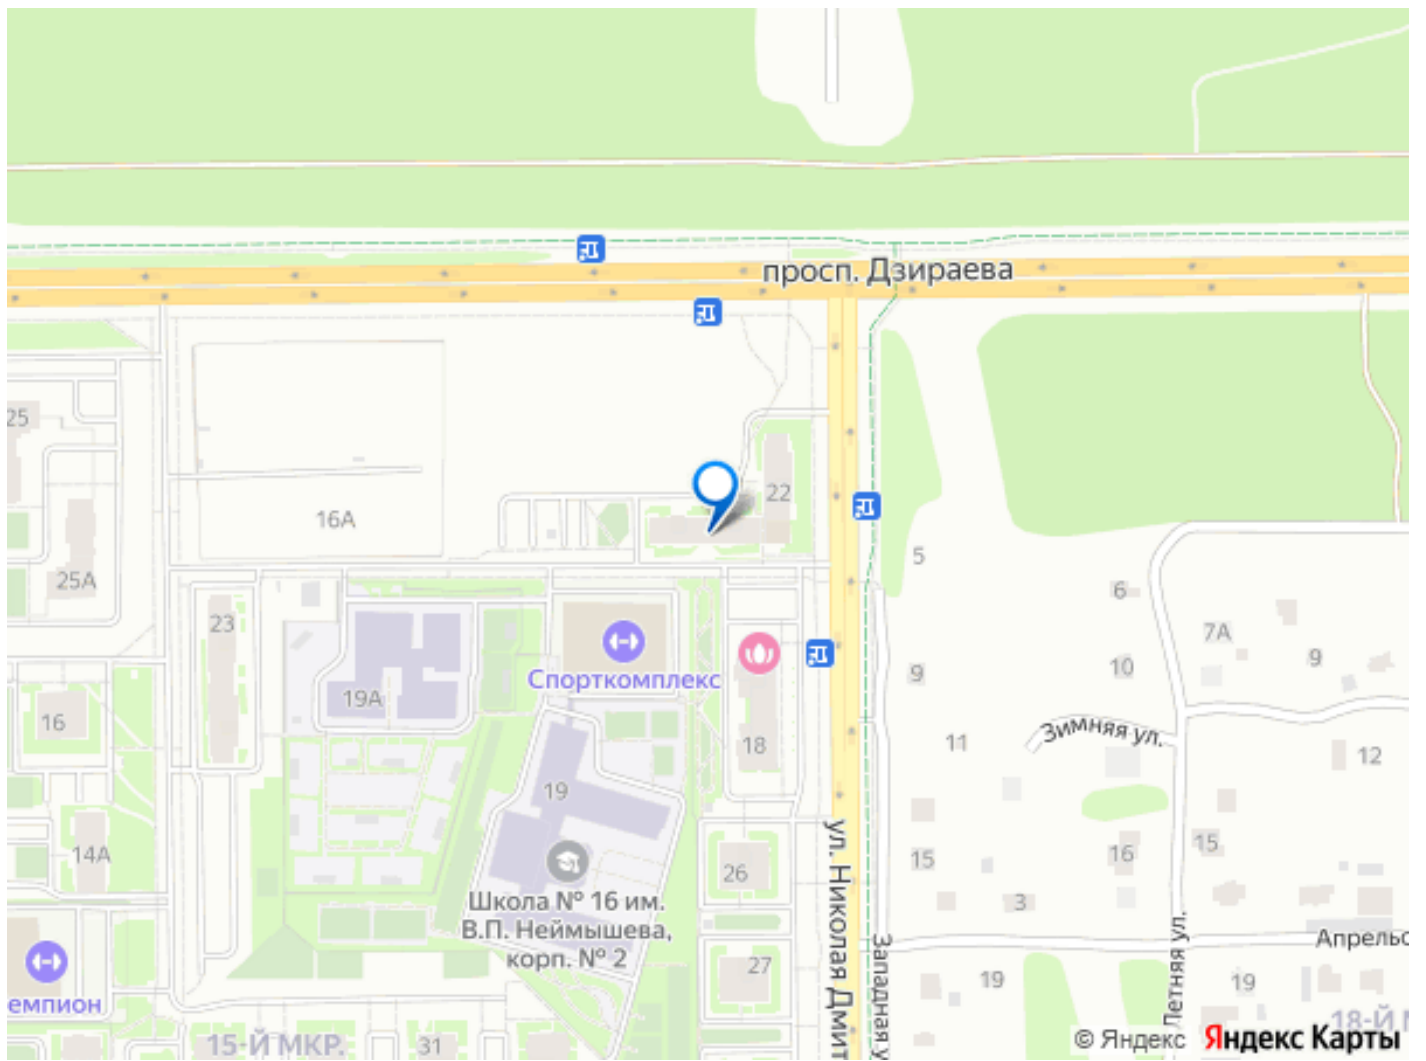 просп. Дзираева
25
22
16А
25А
5
6
23
7А
9
10
9
Спорткомплекс
19А
16
Зимняя ул.
11
18
12
19
14А
15
15
16
26
Школа № 16 им.
В.П. Неймышева,
корп. № 2
3
ул. Николая Дмит
Западная у
Летняя ул.
Апрельс
27
19
19
емпион
15-Й МКР.
31
18-Й М
© Яндекс Яндекс Карты